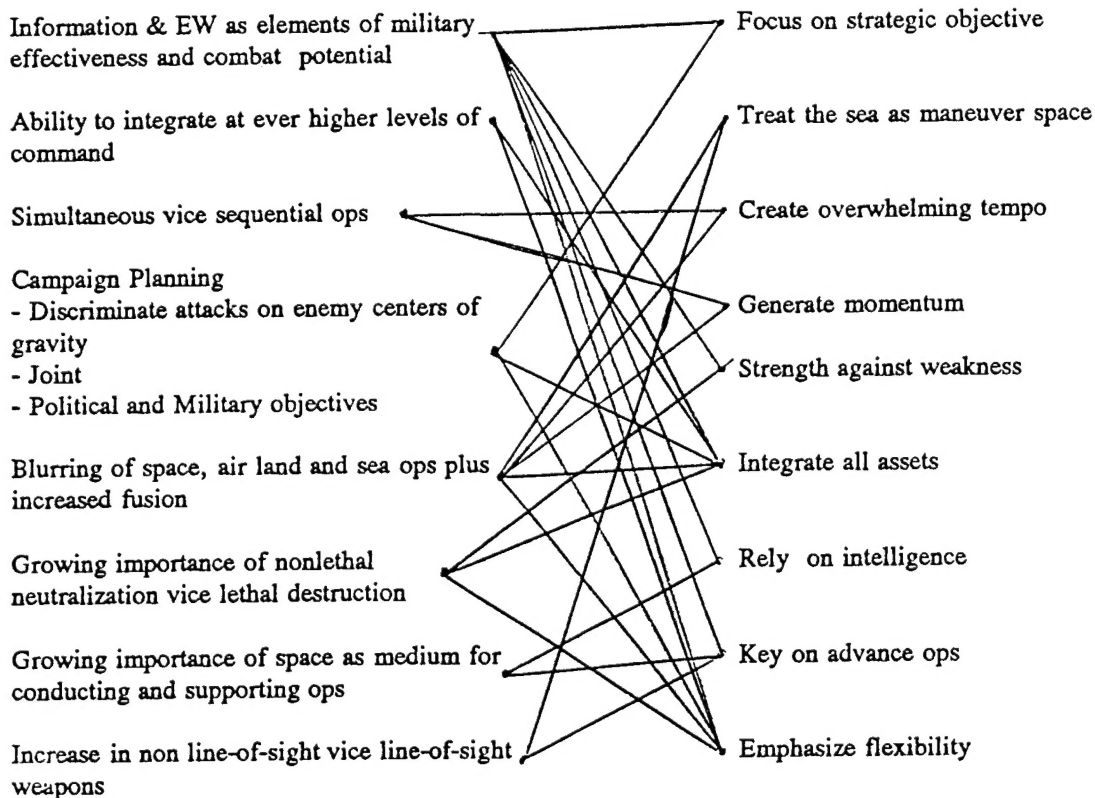 Information & EW as elements of military
effectiveness and combat potential
Ability to integrate at ever higher levels of
command
Simultaneous vice sequential ops
Campaign Planning
- Discriminate attacks on enemy centers of
gravity
- Joint
- Political and Military objectives
Blurring of space, air land and sea ops plus
increased fusion
Growing importance of nonlethal
neutralization vice lethal destruction
Growing importance of space as medium for
conducting and supporting ops
Increase in non line-of-sight vice line-of-sight
weapons
Focus on strategic objective
Treat the sea as maneuver space
Create overwhelming tempo
Generate momentum
Strength against weakness
Integrate all assets
Rely on intelligence
Key on advance ops
Emphasize flexibility